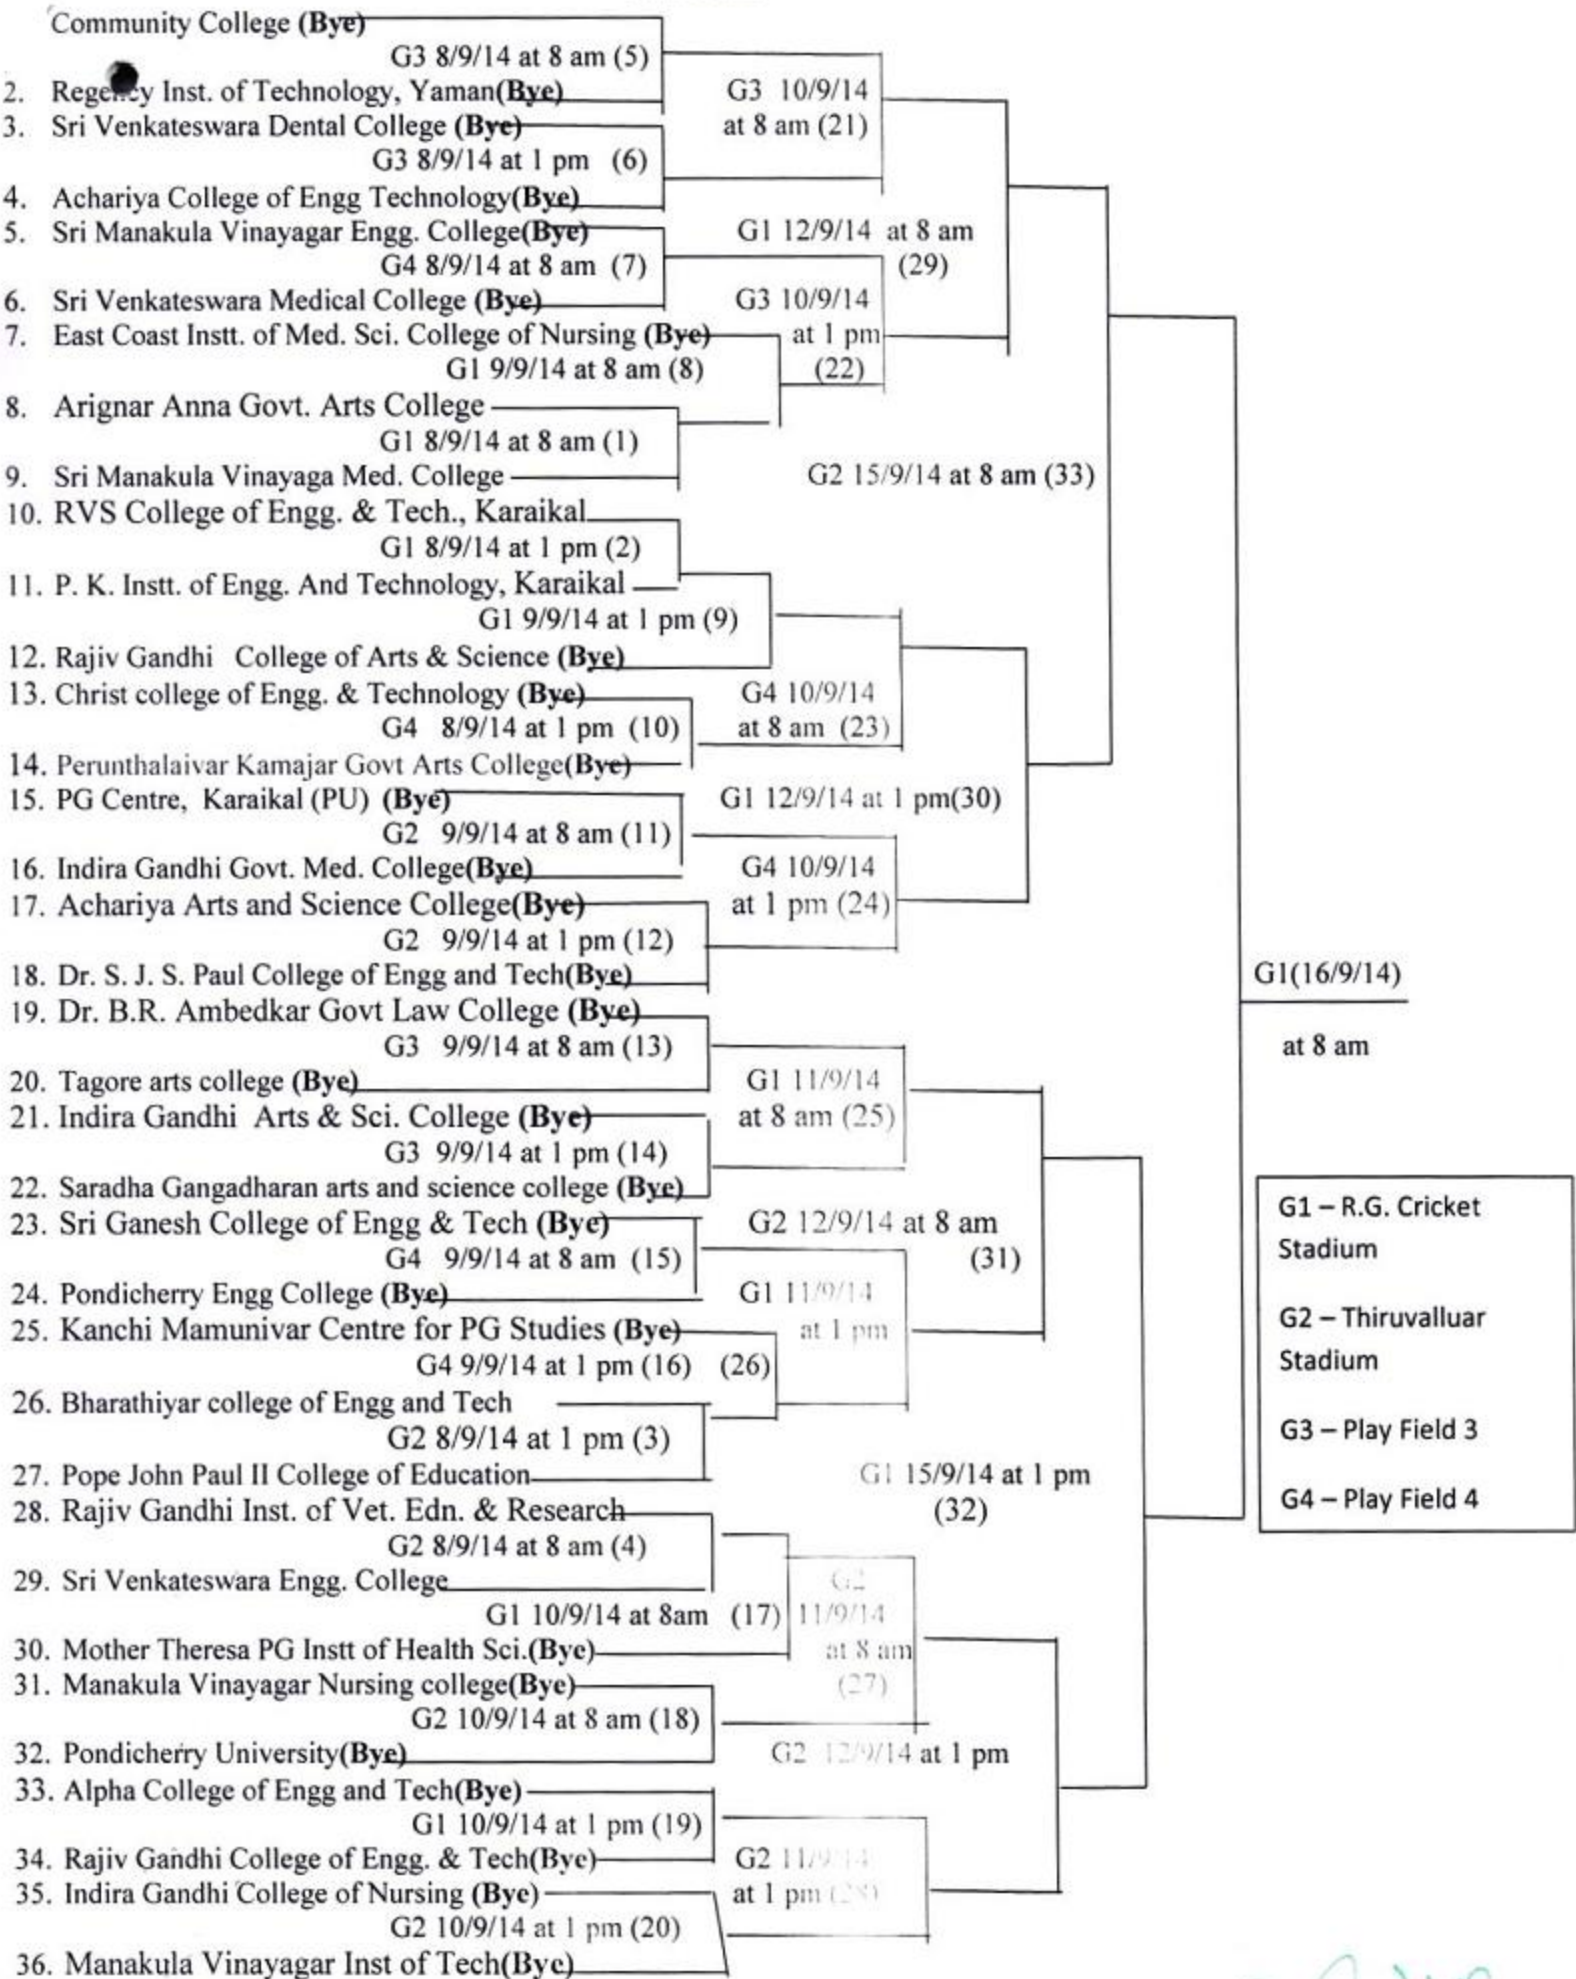 Community College (Bye)
G3 8/9/14 at 8 am (5)
2. Regency Inst. of Technology, Yaman(Bye)
G3 10/9/14
3. Sri Venkateswara Dental College (Bye)
at 8 am (21)
G3 8/9/14 at 1 pm (6)
4. Achariya College of Engg Technology(Bye)
5. Sri Manakula Vinayagar Engg. College(Bye)
G1 12/9/14 at 8 am
G4 8/9/14 at 8 am (7)
(29)
6. Sri Venkateswara Medical College (Bye)
G3 10/9/14
7. East Coast Instt. of Med. Sci. College of Nursing (Bye)
at 1 pm
G1 9/9/14 at 8 am (8)
(22)
8. Arignar Anna Govt. Arts College
G1 8/9/14 at 8 am (1)
9. Sri Manakula Vinayaga Med. College
G2 15/9/14 at 8 am (33)
10. RVS College of Engg. & Tech., Karaikal
G1 8/9/14 at 1 pm (2)
11. P. K. Instt. of Engg. And Technology, Karaikal
G1 9/9/14 at 1 pm (9)
12. Rajiv Gandhi College of Arts & Science (Bye)
13. Christ college of Engg. & Technology (Bye)
G4 10/9/14
G4 8/9/14 at 1 pm (10)
at 8 am (23)
14. Perunthalaivar Kamajar Govt Arts College(Bye)
15. PG Centre, Karaikal (PU) (Bye)
G1 12/9/14 at 1 pm(30)
G2 9/9/14 at 8 am (11)
16. Indira Gandhi Govt. Med. College(Bye)
G4 10/9/14
17. Achariya Arts and Science College(Bye)
at 1 pm (24)
G2 9/9/14 at 1 pm (12)
18. Dr. S. J. S. Paul College of Engg and Tech(Bye)
G1(16/9/14)
19. Dr. B.R. Ambedkar Govt Law College (Bye)
G3 9/9/14 at 8 am (13)
at 8 am
20. Tagore arts college (Bye)
G1 11/9/14
21. Indira Gandhi Arts & Sci. College (Bye)
at 8 am (25)
G3 9/9/14 at 1 pm (14)
22. Saradha Gangadharan arts and science college (Bye)
23. Sri Ganesh College of Engg & Tech (Bye)
G2 12/9/14 at 8 am
G4 9/9/14 at 8 am (15)
(31)
24. Pondicherry Engg College (Bye)
G1 11/9/14
25. Kanchi Mamunivar Centre for PG Studies (Bye)
at 1 pm
G4 9/9/14 at 1 pm (16) (26)
26. Bharathiyar college of Engg and Tech
G2 8/9/14 at 1 pm (3)
27. Pope John Paul II College of Education
G1 15/9/14 at 1 pm
28. Rajiv Gandhi Inst. of Vet. Edn. & Research
(32)
G2 8/9/14 at 8 am (4)
29. Sri Venkateswara Engg. College
G2
G1 10/9/14 at 8am (17)
11/9/14
30. Mother Theresa PG Instt of Health Sci.(Bye)
at 8 am
31. Manakula Vinayagar Nursing college(Bye)
(27)
G2 10/9/14 at 8 am (18)
32. Pondicherry University(Bye)
G2 12/9/14 at 1 pm
33. Alpha College of Engg and Tech(Bye)
G1 10/9/14 at 1 pm (19)
34. Rajiv Gandhi College of Engg. & Tech(Bye)
G2 11/9/14
35. Indira Gandhi College of Nursing (Bye)
at 1 pm (28)
G2 10/9/14 at 1 pm (20)
36. Manakula Vinayagar Inst of Tech(Bye)
G1 – R.G. Cricket
Stadium
G2 – Thiruvalluar
Stadium
G3 – Play Field 3
G4 – Play Field 4